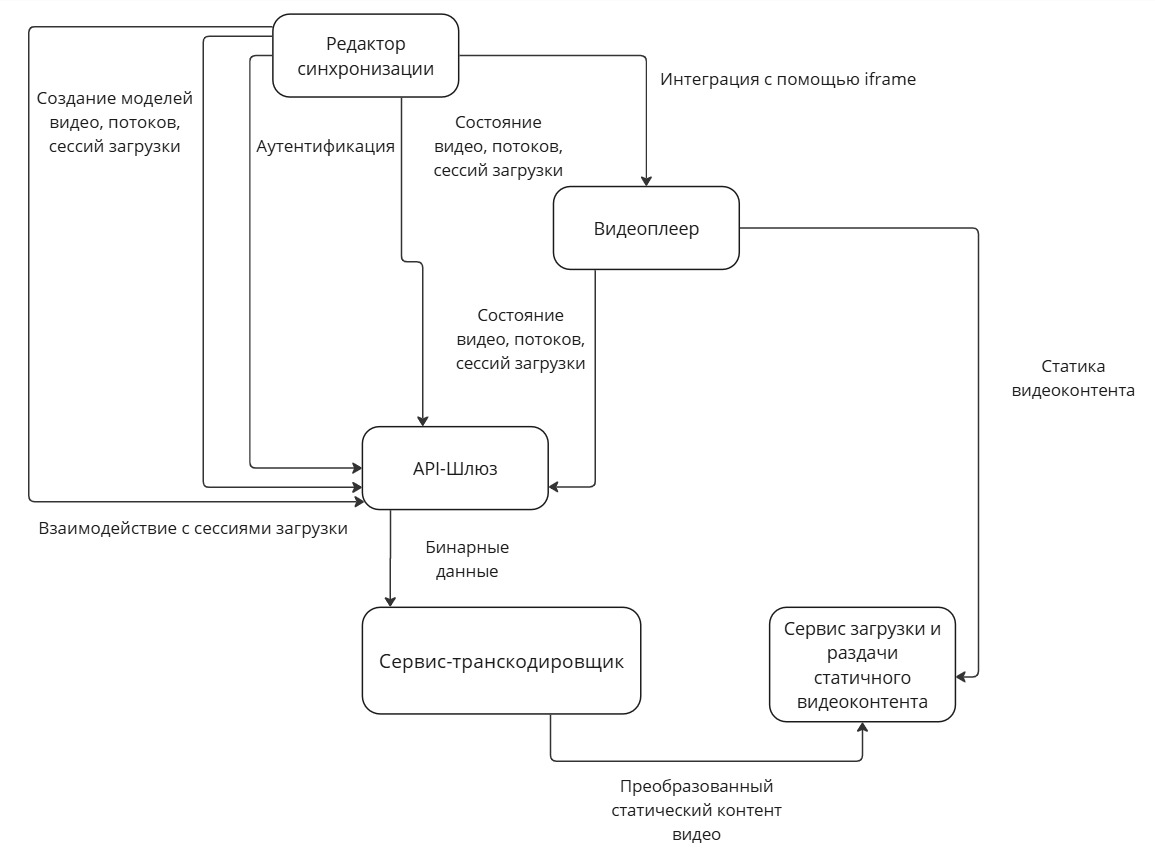 Редактор
синхронизации
Интеграция с помощью iframe
Создание моделей
видео, потоков,
сессий загрузки
Аутентификация
Состояние
видео, потоков,
сессий загрузки
Видеоплеер
Состояние
видео, потоков,
сессий загрузки
Статика
видеоконтента
API-Шлюз
Взаимодействие с сессиями загрузки
Бинарные
данные
Сервис-транскодировщик
Сервис загрузки и
раздачи
статичного
видеоконтента
Преобразованный
статический контент
видео